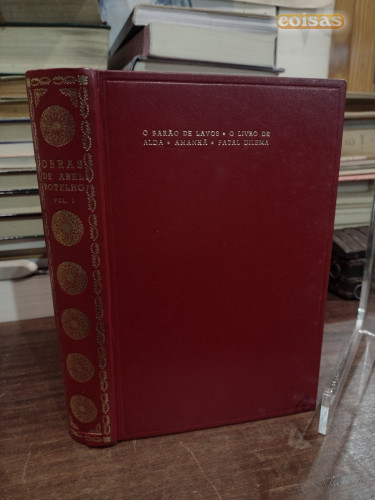 coisas
O BARÃO DE LAVOS • O LIVRO DE
ALDA • AMANHÃ • FATAL DILEMA
OBRAS
DE ABEL
BOTELHO
VOL. I